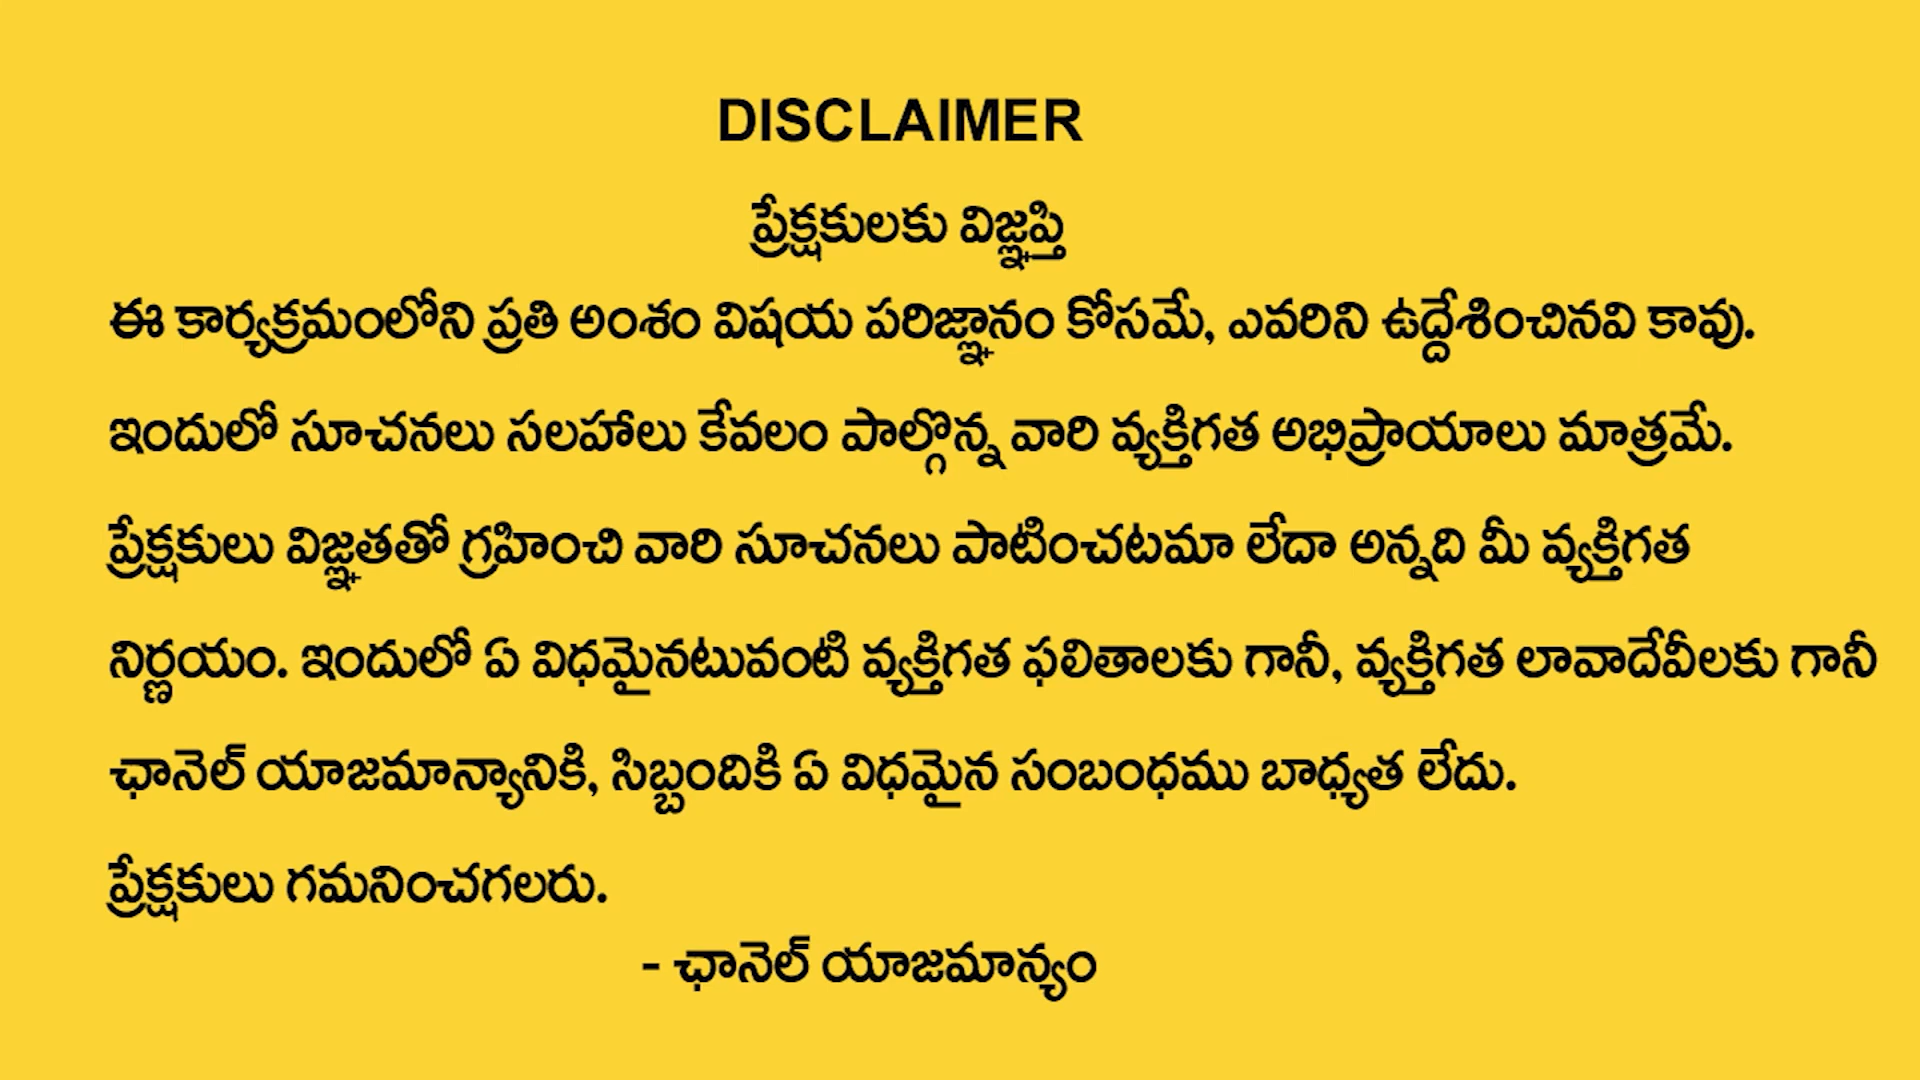 DISCLAIMER
ప్రేక్షకులకు విజ్ఞప్తి
ఈ కార్యక్రమంలోని ప్రతి అంశం విషయ పరిజ్ఞానం కోసమే, ఎవరిని ఉద్దేశించినవి కావు.
ఇందులో సూచనలు సలహాలు కేవలం పాల్గొన్న వారి వ్యక్తిగత అభిప్రాయాలు మాత్రమే.
ప్రేక్షకులు విజ్ఞతతో గ్రహించి వారి సూచనలు పాటించటమా లేదా అన్నది మీ వ్యక్తిగత
నిర్ణయం. ఇందులో ఏ విధమైనటువంటి వ్యక్తిగత ఫలితాలకు గానీ, వ్యక్తిగత లావాదేవీలకు గానీ
ఛానెల్ యాజమాన్యానికి, సిబ్బందికి ఏ విధమైన సంబంధము బాధ్యత లేదు.
ప్రేక్షకులు గమనించగలరు.
- ఛానెల్ యాజమాన్యం